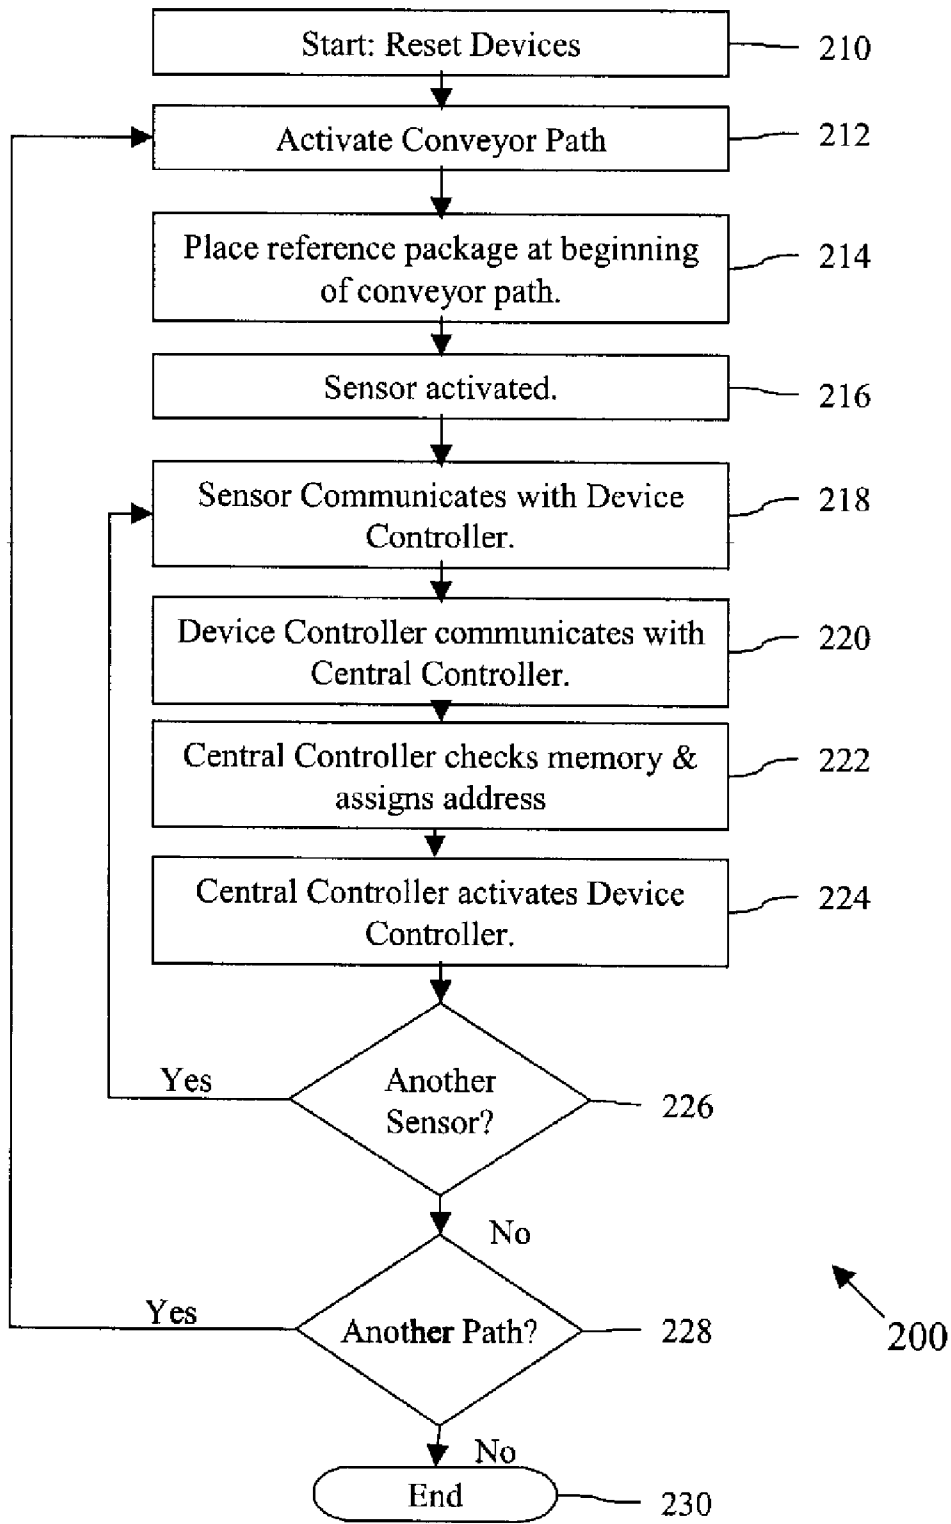 Start: Reset Devices
210
Activate Conveyor Path
212
Place reference package at beginning
of conveyor path.
214
Sensor activated.
216
Sensor Communicates with Device
Controller.
218
Device Controller communicates with
Central Controller.
220
Central Controller checks memory &
assigns address
222
Central Controller activates Device
Controller.
224
Yes
Another
Sensor?
226
No
Yes
Another Path?
228
200
No
End
230